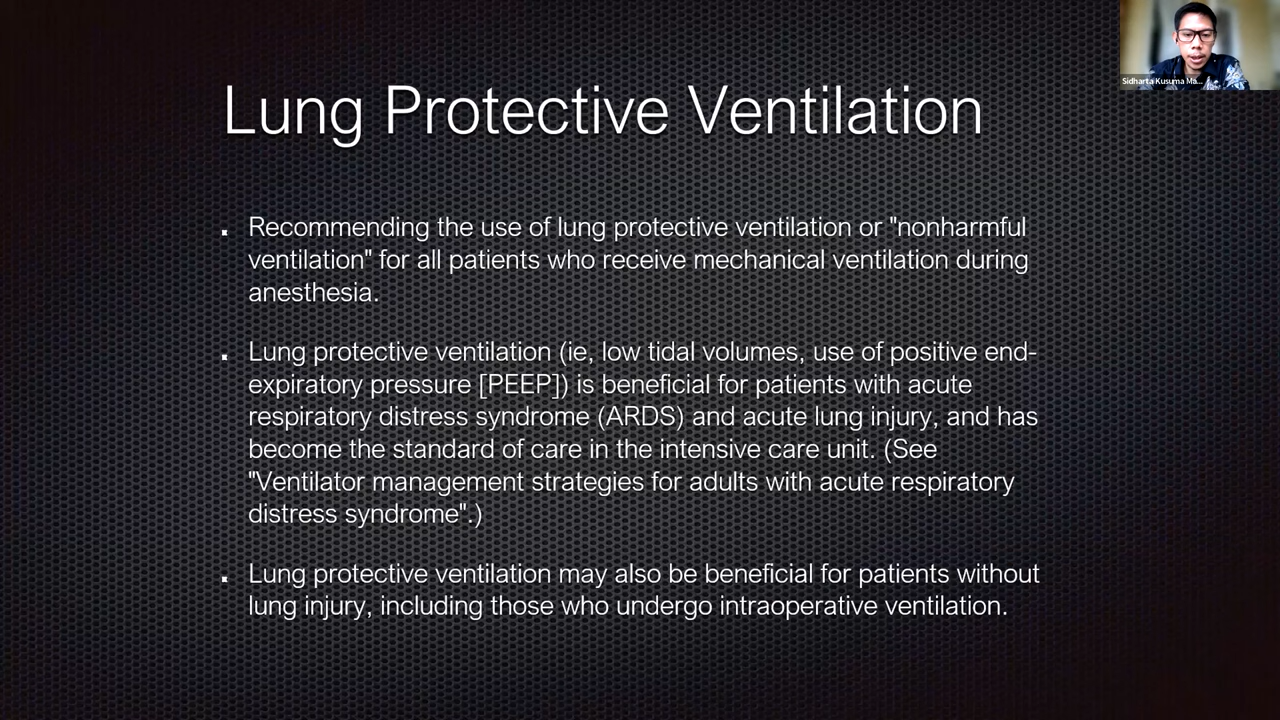 Sidharta Kusuma Ma...
Lung Protective Ventilation
Recommending the use of lung protective ventilation or "nonharmful
ventilation" for all patients who receive mechanical ventilation during
anesthesia.
Lung protective ventilation (ie, low tidal volumes, use of positive end-
expiratory pressure [PEEP]) is beneficial for patients with acute
respiratory distress syndrome (ARDS) and acute lung injury, and has
become the standard of care in the intensive care unit. (See
"Ventilator management strategies for adults with acute respiratory
distress syndrome".)
Lung protective ventilation may also be beneficial for patients without
lung injury, including those who undergo intraoperative ventilation.